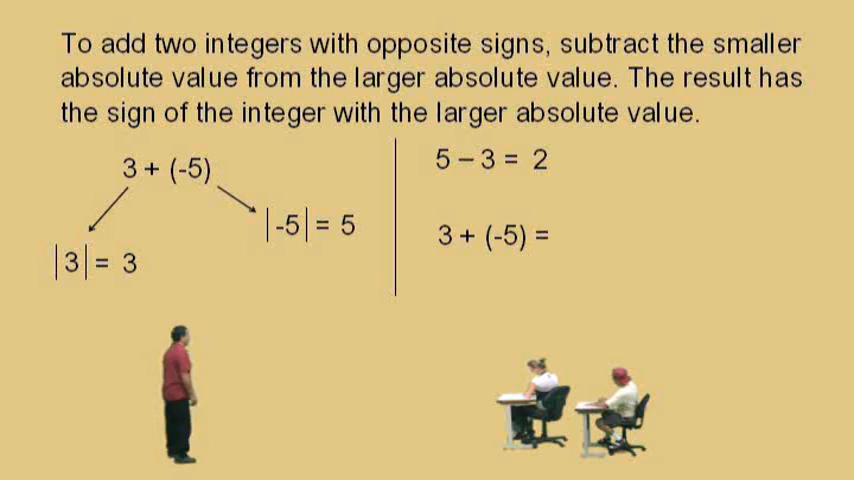 To add two integers with opposite signs, subtract the smaller
absolute value from the larger absolute value. The result has
the sign of the integer with the larger absolute value.
3 + (-5)
|-5| = 5
|3| = 3
5 – 3 = 2
3 + (-5) =